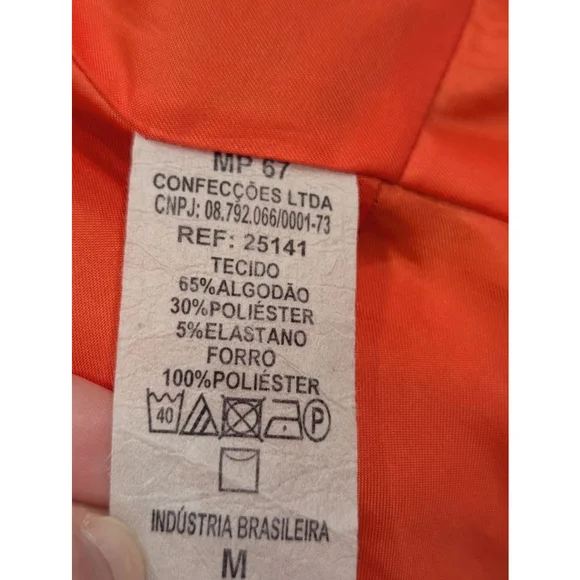 MP 67
CONFECÇÕES LTDA
CNPJ: 08.792.066/0001-73
REF: 25141
TECIDO
65%ALGODÃO
30%POLIÉSTER
5%ELASTANO
FORRO
100%POLIÉSTER
40 P
INDÚSTRIA BRASILEIRA
M